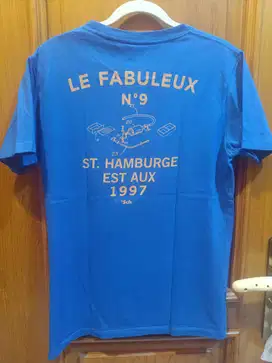 LE FABULEUX
N°9
ST. HAMBURGE
EST AUX
1997